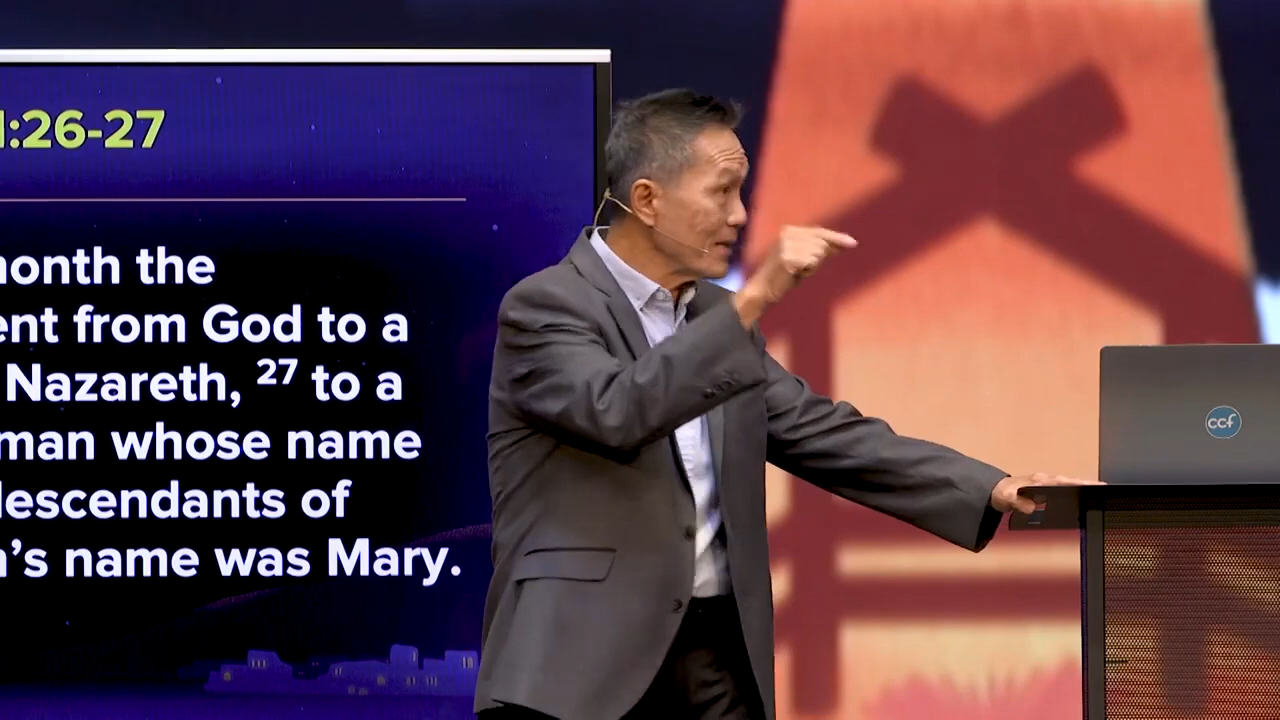 1:26-27
month the
ent from God to a
Nazareth, ²⁷ to a
man whose name
descendants of
's name was Mary.
ccf